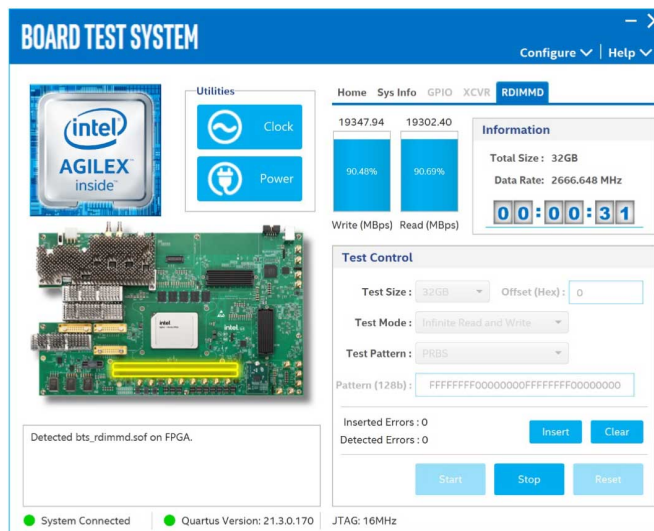 BOARD TEST SYSTEM
Configure | Help
intel
AGILEX
inside
Utilities
Clock
Power
Home Sys Info GPIO XCVR RDIMMD
19347.94 19302.40
90.48% 90.69%
Write (MBps) Read (MBps)
Information
Total Size : 32GB
Data Rate: 2666.648 MHz
00:00:31
intel
intel
Test Control
Test Size : 32GB Offset (Hex) : 0
Test Mode : Infinite Read and Write
Test Pattern : PRBS
Pattern (128b) : FFFFFFFF00000000FFFFFFFF00000000
Inserted Errors : 0
Detected Errors : 0
Insert Clear
Start Stop Reset
Detected bts_rdimmd.sof on FPGA.
System Connected Quartus Version: 21.3.0.170 JTAG: 16MHz